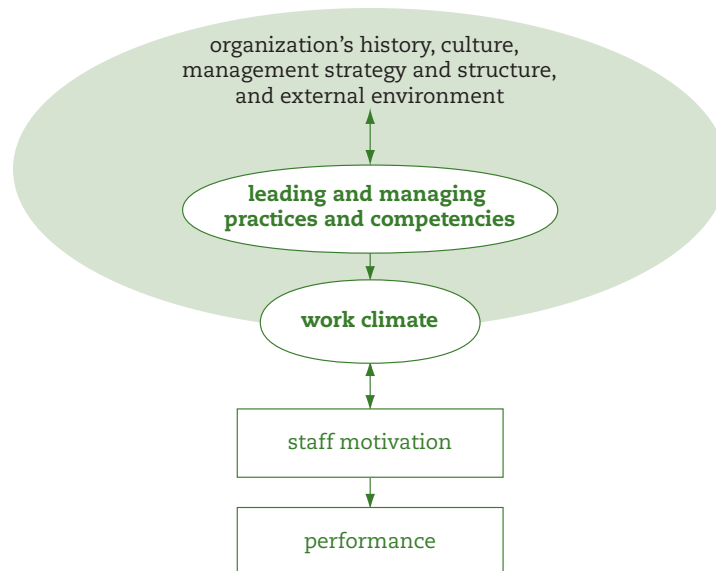 organization’s history, culture,
management strategy and structure,
and external environment
leading and managing
practices and competencies
work climate
staff motivation
performance